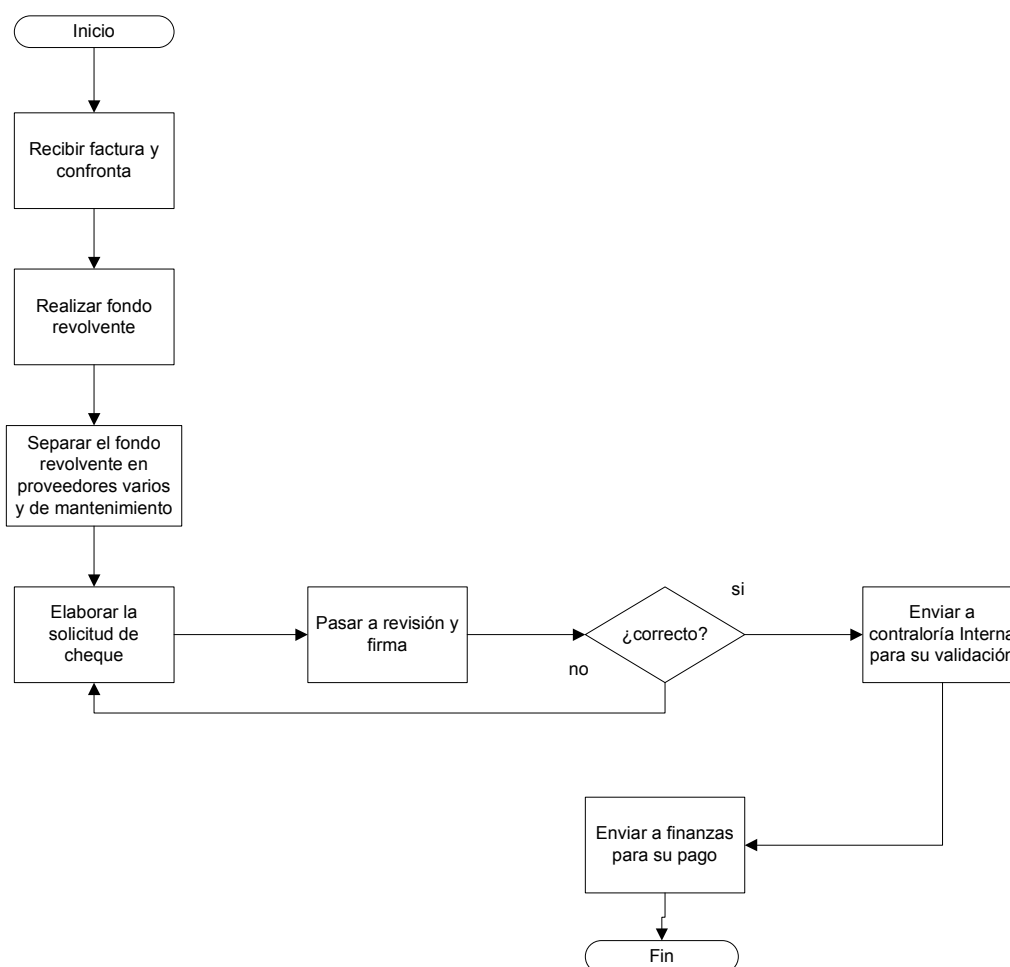 Inicio
Recibir factura y
confronta
Realizar fondo
revolvente
Separar el fondo
revolvente en
proveedores varios
y de mantenimiento
Elaborar la
solicitud de
cheque
Pasar a revisión y
firma
¿correcto?
si
no
Enviar a
contraloría Interna
para su validación
Enviar a finanzas
para su pago
Fin